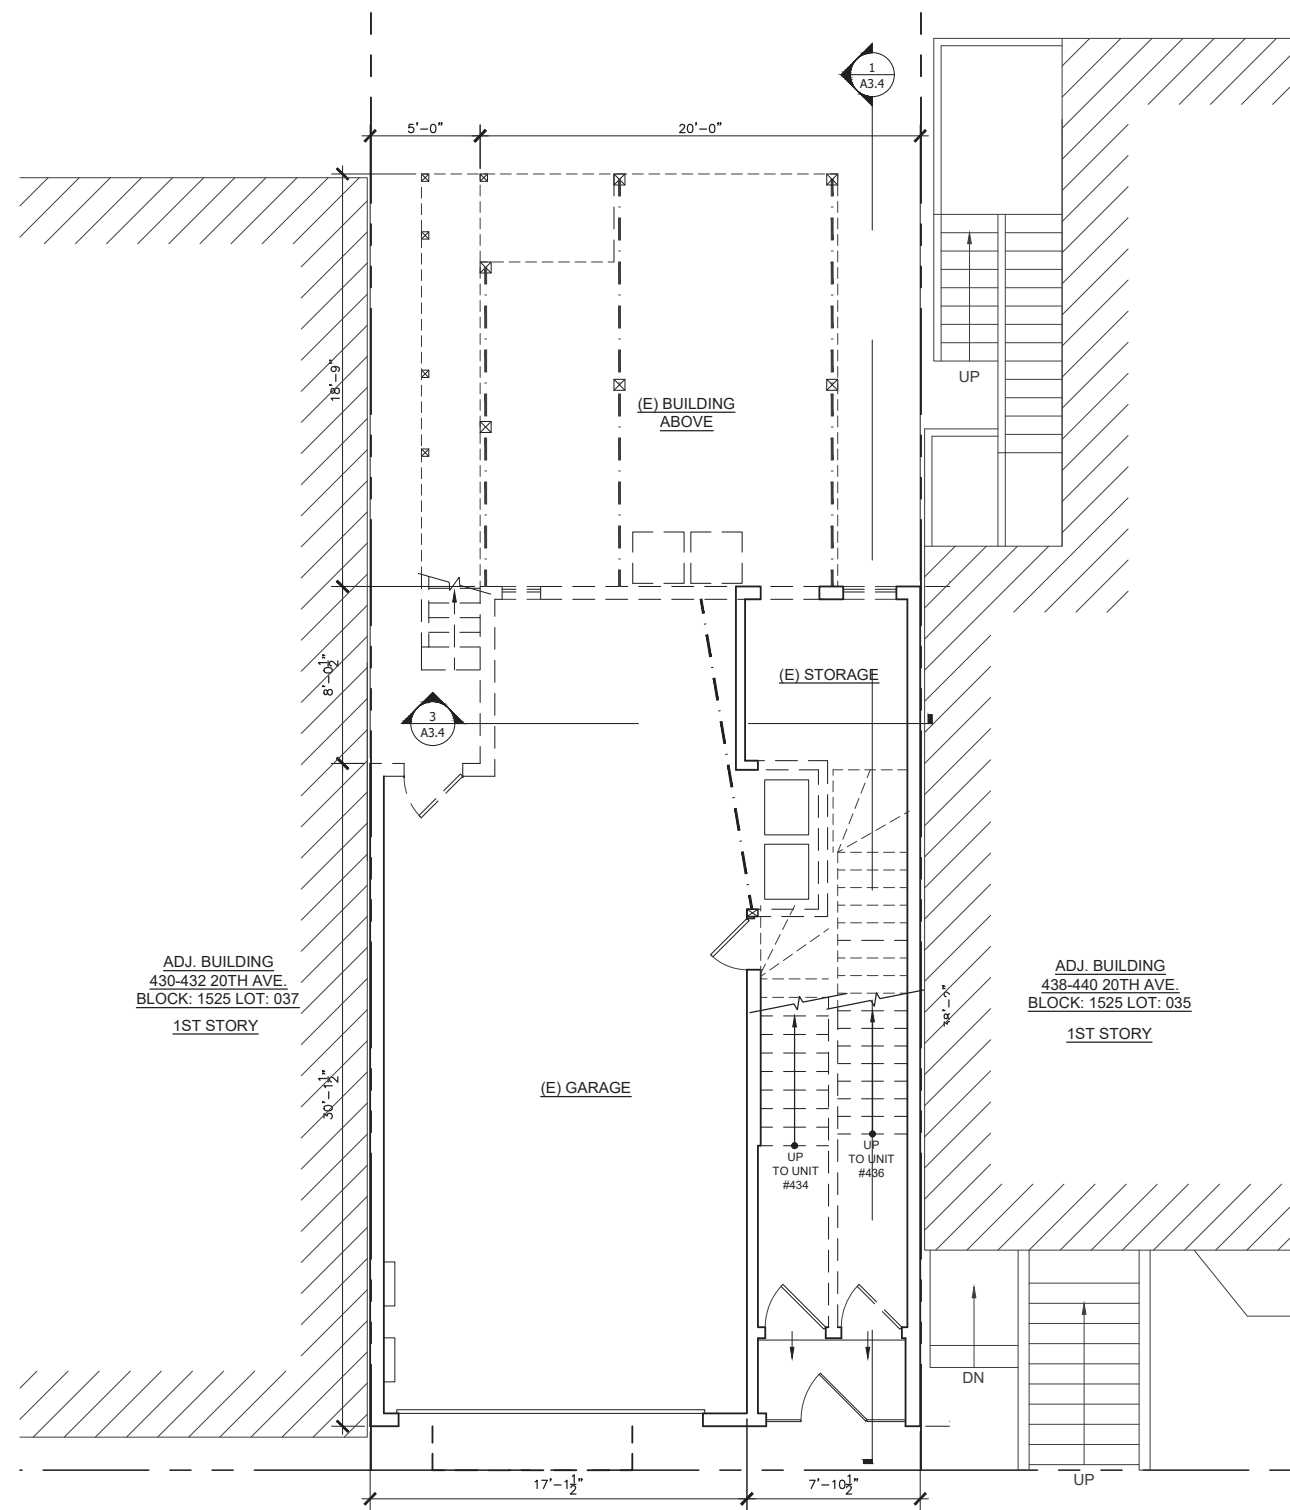 1
A3.4
5'-0"
20'-0"
18'-9"
UP
(E) BUILDING
ABOVE
8'-0½"
(E) STORAGE
3
A3.4
ADJ. BUILDING
430-432 20TH AVE.
BLOCK: 1525 LOT: 037
1ST STORY
ADJ. BUILDING
438-440 20TH AVE.
BLOCK: 1525 LOT: 035
1ST STORY
38'-2"
30'-1½"
(E) GARAGE
UP
TO UNIT
#434
UP
TO UNIT
#436
DN
UP
17'-1½"
7'-10½"